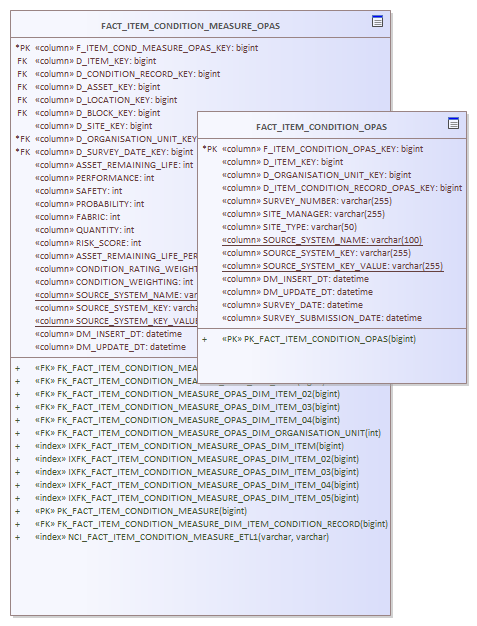 FACT_ITEM_CONDITION_MEASURE_OPAS
*PK «column» F_ITEM_COND_MEASURE_OPAS_KEY: bigint
FK «column» D_ITEM_KEY: bigint
FK «column» D_CONDITION_RECORD_KEY: bigint
FK «column» D_ASSET_KEY: bigint
FK «column» D_LOCATION_KEY: bigint
FK «column» D_BLOCK_KEY: bigint
«column» D_SITE_KEY: bigint
*FK «column» D_ORGANISATION_UNIT_KEY
*FK «column» D_SURVEY_DATE_KEY: bigint
«column» ASSET_REMAINING_LIFE: int
«column» PERFORMANCE: int
«column» SAFETY: int
«column» PROBABILITY: int
«column» FABRIC: int
«column» QUANTITY: int
«column» RISK_SCORE: int
«column» ASSET_REMAINING_LIFE_PER
«column» CONDITION_RATING_WEIGHT
«column» CONDITION_WEIGHTING: int
«column» SOURCE_SYSTEM_NAME: var
«column» SOURCE_SYSTEM_KEY: varch
«column» SOURCE_SYSTEM_KEY_VALU
«column» DM_INSERT_DT: datetime
«column» DM_UPDATE_DT: datetime
+ «FK» FK_FACT_ITEM_CONDITION_MEA
+ «FK» FK_FACT_ITEM_CONDITION_MEASURE_OPAS_DIM_ITEM_02(bigint)
+ «FK» FK_FACT_ITEM_CONDITION_MEASURE_OPAS_DIM_ITEM_03(bigint)
+ «FK» FK_FACT_ITEM_CONDITION_MEASURE_OPAS_DIM_ITEM_04(bigint)
+ «FK» FK_FACT_ITEM_CONDITION_MEASURE_OPAS_DIM_ORGANISATION_UNIT(int)
+ «index» IXFK_FACT_ITEM_CONDITION_MEASURE_OPAS_DIM_ITEM(bigint)
+ «index» IXFK_FACT_ITEM_CONDITION_MEASURE_OPAS_DIM_ITEM_02(bigint)
+ «index» IXFK_FACT_ITEM_CONDITION_MEASURE_OPAS_DIM_ITEM_03(bigint)
+ «index» IXFK_FACT_ITEM_CONDITION_MEASURE_OPAS_DIM_ITEM_04(bigint)
+ «index» IXFK_FACT_ITEM_CONDITION_MEASURE_OPAS_DIM_ITEM_05(bigint)
+ «PK» PK_FACT_ITEM_CONDITION_MEASURE(bigint)
+ «FK» FK_FACT_ITEM_CONDITION_MEASURE_DIM_ITEM_CONDITION_RECORD(bigint)
+ «index» NCI_FACT_ITEM_CONDITION_MEASURE_ETL1(varchar, varchar)
FACT_ITEM_CONDITION_OPAS
*PK «column» F_ITEM_CONDITION_OPAS_KEY: bigint
«column» D_ITEM_KEY: bigint
«column» D_ORGANISATION_UNIT_KEY: bigint
«column» D_ITEM_CONDITION_RECORD_OPAS_KEY: bigint
«column» SURVEY_NUMBER: varchar(255)
«column» SITE_MANAGER: varchar(255)
«column» SITE_TYPE: varchar(50)
«column» SOURCE_SYSTEM_NAME: varchar(100)
«column» SOURCE_SYSTEM_KEY: varchar(255)
«column» SOURCE_SYSTEM_KEY_VALUE: varchar(255)
«column» DM_INSERT_DT: datetime
«column» DM_UPDATE_DT: datetime
«column» SURVEY_DATE: datetime
«column» SURVEY_SUBMISSION_DATE: datetime
+ «PK» PK_FACT_ITEM_CONDITION_OPAS(bigint)